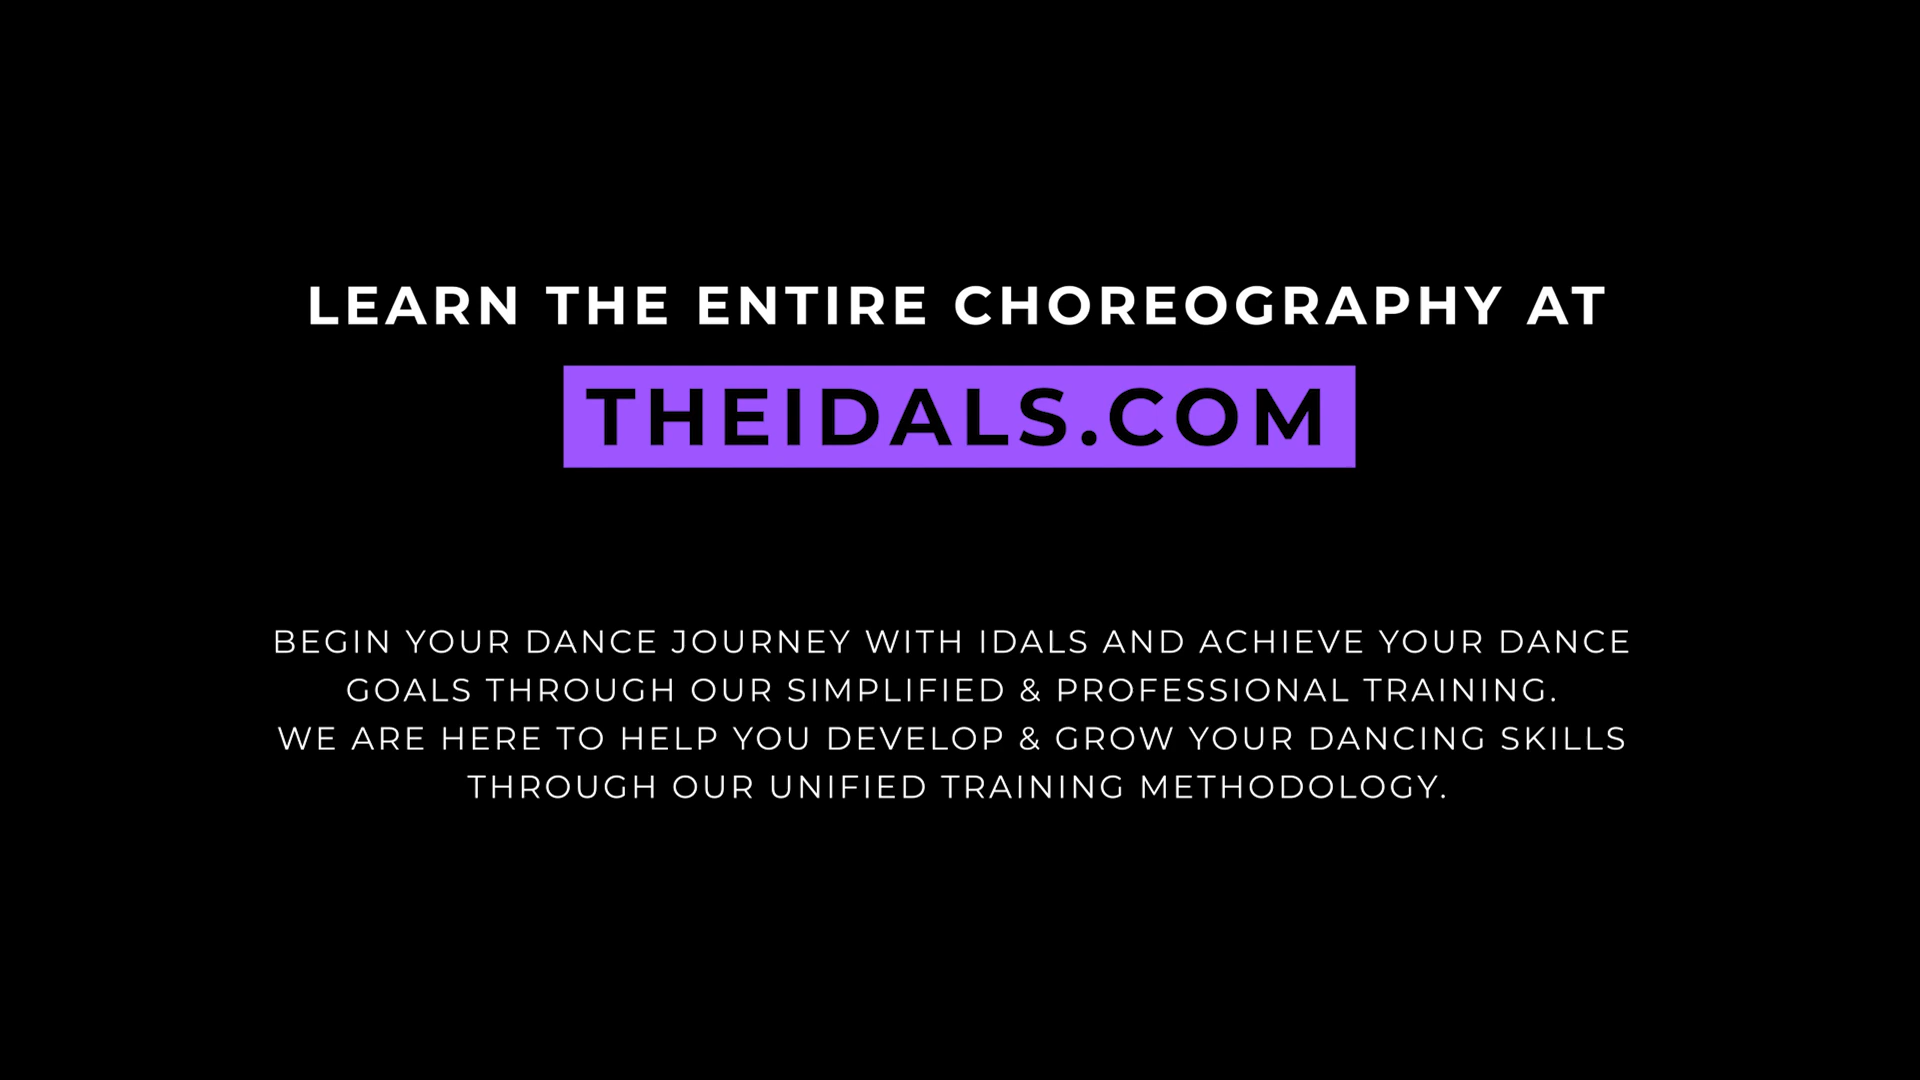 LEARN THE ENTIRE CHOREOGRAPHY AT
THEIDALS.COM
BEGIN YOUR DANCE JOURNEY WITH IDALS AND ACHIEVE YOUR DANCE
GOALS THROUGH OUR SIMPLIFIED & PROFESSIONAL TRAINING.
WE ARE HERE TO HELP YOU DEVELOP & GROW YOUR DANCING SKILLS
THROUGH OUR UNIFIED TRAINING METHODOLOGY.